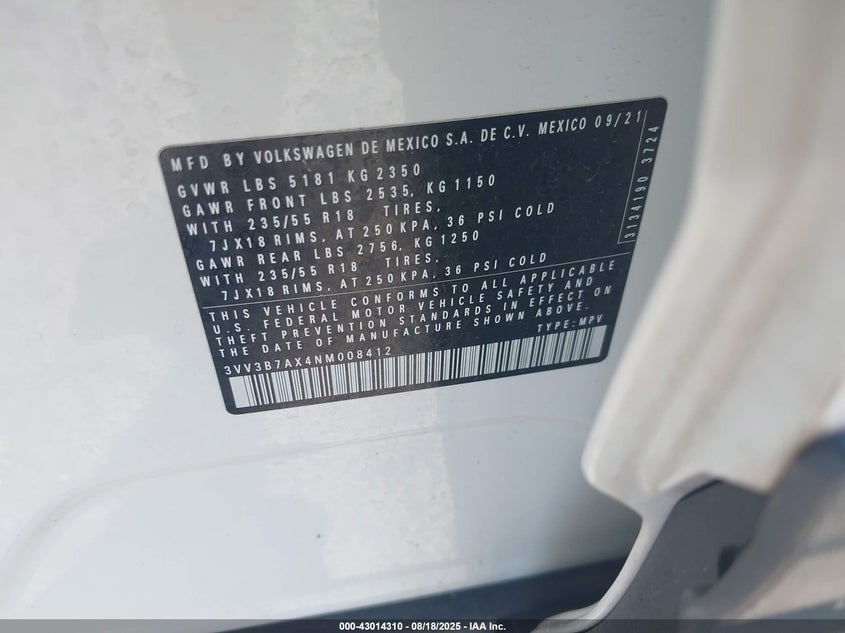 MFD BY VOLKSWAGEN DE MEXICO S.A. DE C.V. MEXICO 09/21
GVWR LBS 5181 KG 2350
GAWR FRONT LBS 2535, KG 1150
WITH 235/55 R18 TIRES,
7JX18 RIMS, AT 250 KPA, 36 PSI COLD
GAWR REAR LBS 2756, KG 1250
WITH 235/55 R18 TIRES,
7JX18 RIMS, AT 250 KPA, 36 PSI COLD
THIS VEHICLE CONFORMS TO ALL APPLICABLE
U.S. FEDERAL MOTOR VEHICLE SAFETY AND
THEFT PREVENTION STANDARDS IN EFFECT ON
THE DATE OF MANUFACTURE SHOWN ABOVE.
3VV3B7AX4NM008412 TYPE: MPV
3134190 3724
000-43014310 - 08/18/2025 - IAA Inc.